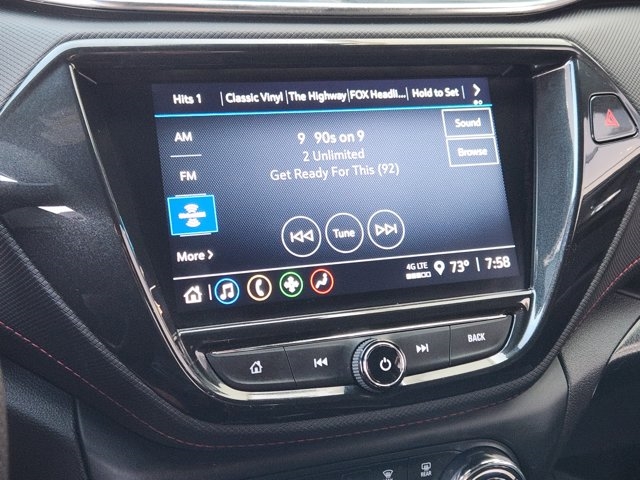 Hits 1 Classic Vinyl The Highway FOX Headli... Hold to Set
AM
9 90s on 9
Sound
2 Unlimited
Browse
FM
Get Ready For This (92)
Tune
More
4G LTE 73° 7:58
BACK
REAR